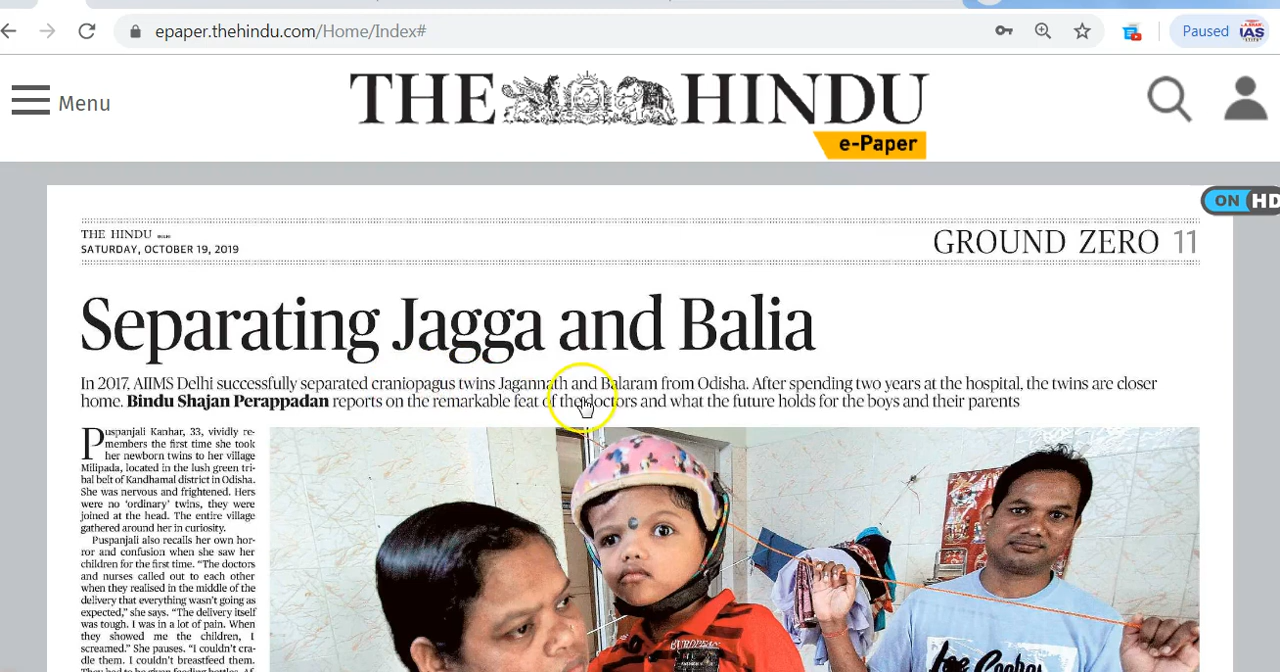 epaper.thehindu.com/Home/Index#
Paused
IAS
Menu
THE HINDU
e-Paper
ON HD
THE HINDU
SATURDAY, OCTOBER 19, 2019
GROUND ZERO 11
Separating Jagga and Balia
In 2017, AIIMS Delhi successfully separated craniopagus twins Jagannath and Balaram from Odisha. After spending two years at the hospital, the twins are closer
home. Bindu Shajan Perappadan reports on the remarkable feat of the doctors and what the future holds for the boys and their parents
Puspanjali Kanhar, 33, vividly re-
members the first time she took
her newborn twins to her village
Milipada, located in the lush green tri-
bal belt of Kandhamal district in Odisha.
She was nervous and frightened. Hers
were no 'ordinary' twins, they were
joined at the head. The entire village
gathered around her in curiosity.
Puspanjali also recalls her own hor-
ror and confusion when she saw her
children for the first time. "The doctors
and nurses called out to each other
when they realised in the middle of the
delivery that everything wasn't going as
expected," she says. "The delivery itself
was tough. I was in a lot of pain. When
they showed me the children, I
screamed." She pauses. "I couldn't cra-
dle them. I couldn't breastfeed them.
EUROPEAN
FASHION